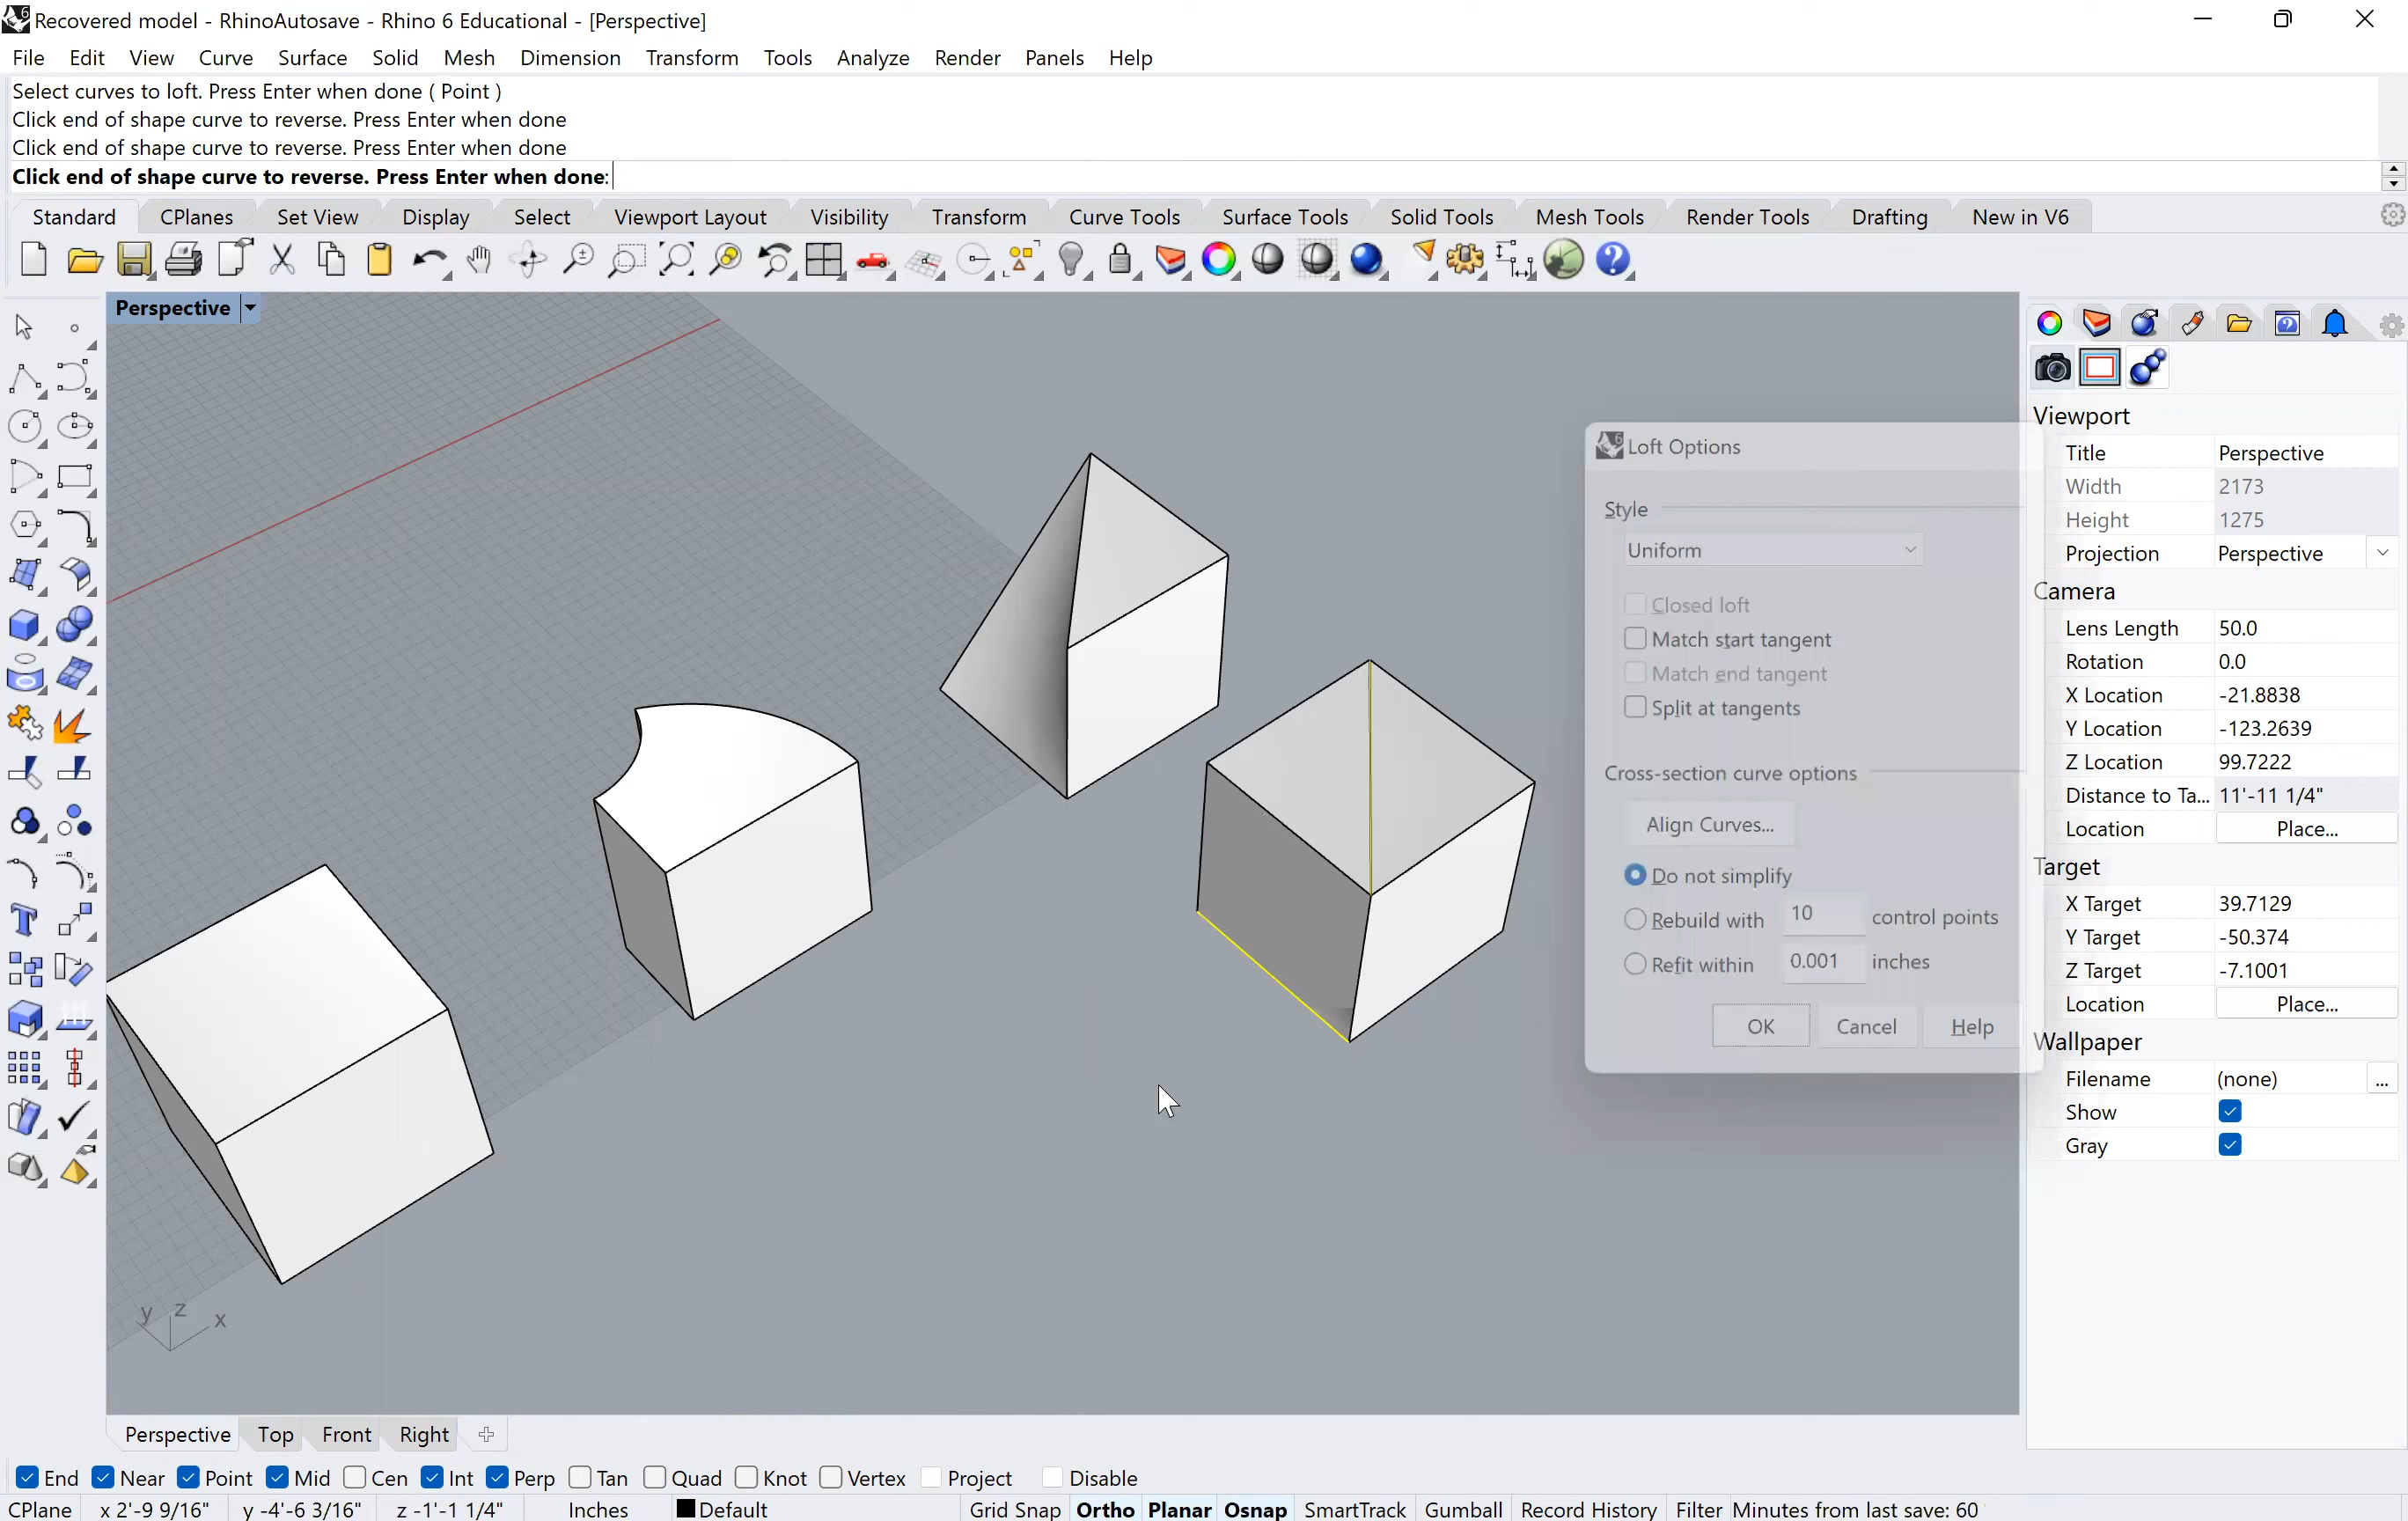 Recovered model - RhinoAutosave - Rhino 6 Educational - [Perspective]
File Edit View Curve Surface Solid Mesh Dimension Transform Tools Analyze Render Panels Help
Select curves to loft. Press Enter when done ( Point )
Click end of shape curve to reverse. Press Enter when done
Click end of shape curve to reverse. Press Enter when done
Click end of shape curve to reverse. Press Enter when done:
Standard CPlanes Set View Display Select Viewport Layout Visibility Transform Curve Tools Surface Tools Solid Tools Mesh Tools Render Tools Drafting New in V6
Perspective
Loft Options
Style
Uniform
Closed loft
Match start tangent
Match end tangent
Split at tangents
Cross-section curve options
Align Curves...
Do not simplify
Rebuild with 10 control points
Refit within 0.001 inches
OK Cancel Help
Viewport
Title Perspective
Width 2173
Height 1275
Projection Perspective
Camera
Lens Length 50.0
Rotation 0.0
X Location -21.8838
Y Location -123.2639
Z Location 99.7222
Distance to Ta... 11'-11 1/4"
Location Place...
Target
X Target 39.7129
Y Target -50.374
Z Target -7.1001
Location Place...
Wallpaper
Filename (none) ...
Show
Gray
y z x
Perspective Top Front Right
End Near Point Mid Cen Int Perp Tan Quad Knot Vertex Project Disable
CPlane x 2'-9 9/16" y -4'-6 3/16" z -1'-1 1/4" Inches Default Grid Snap Ortho Planar Osnap SmartTrack Gumball Record History Filter Minutes from last save: 60